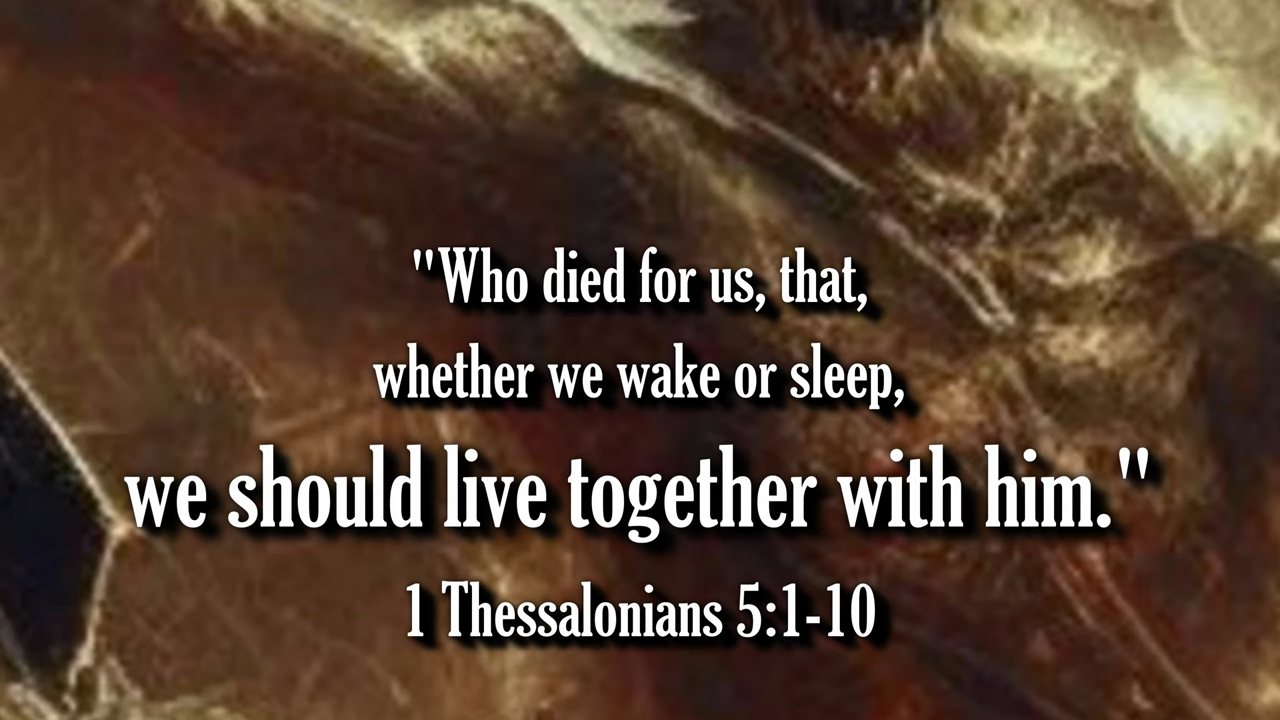 "Who died for us, that,
whether we wake or sleep,
we should live together with him."
1 Thessalonians 5:1-10